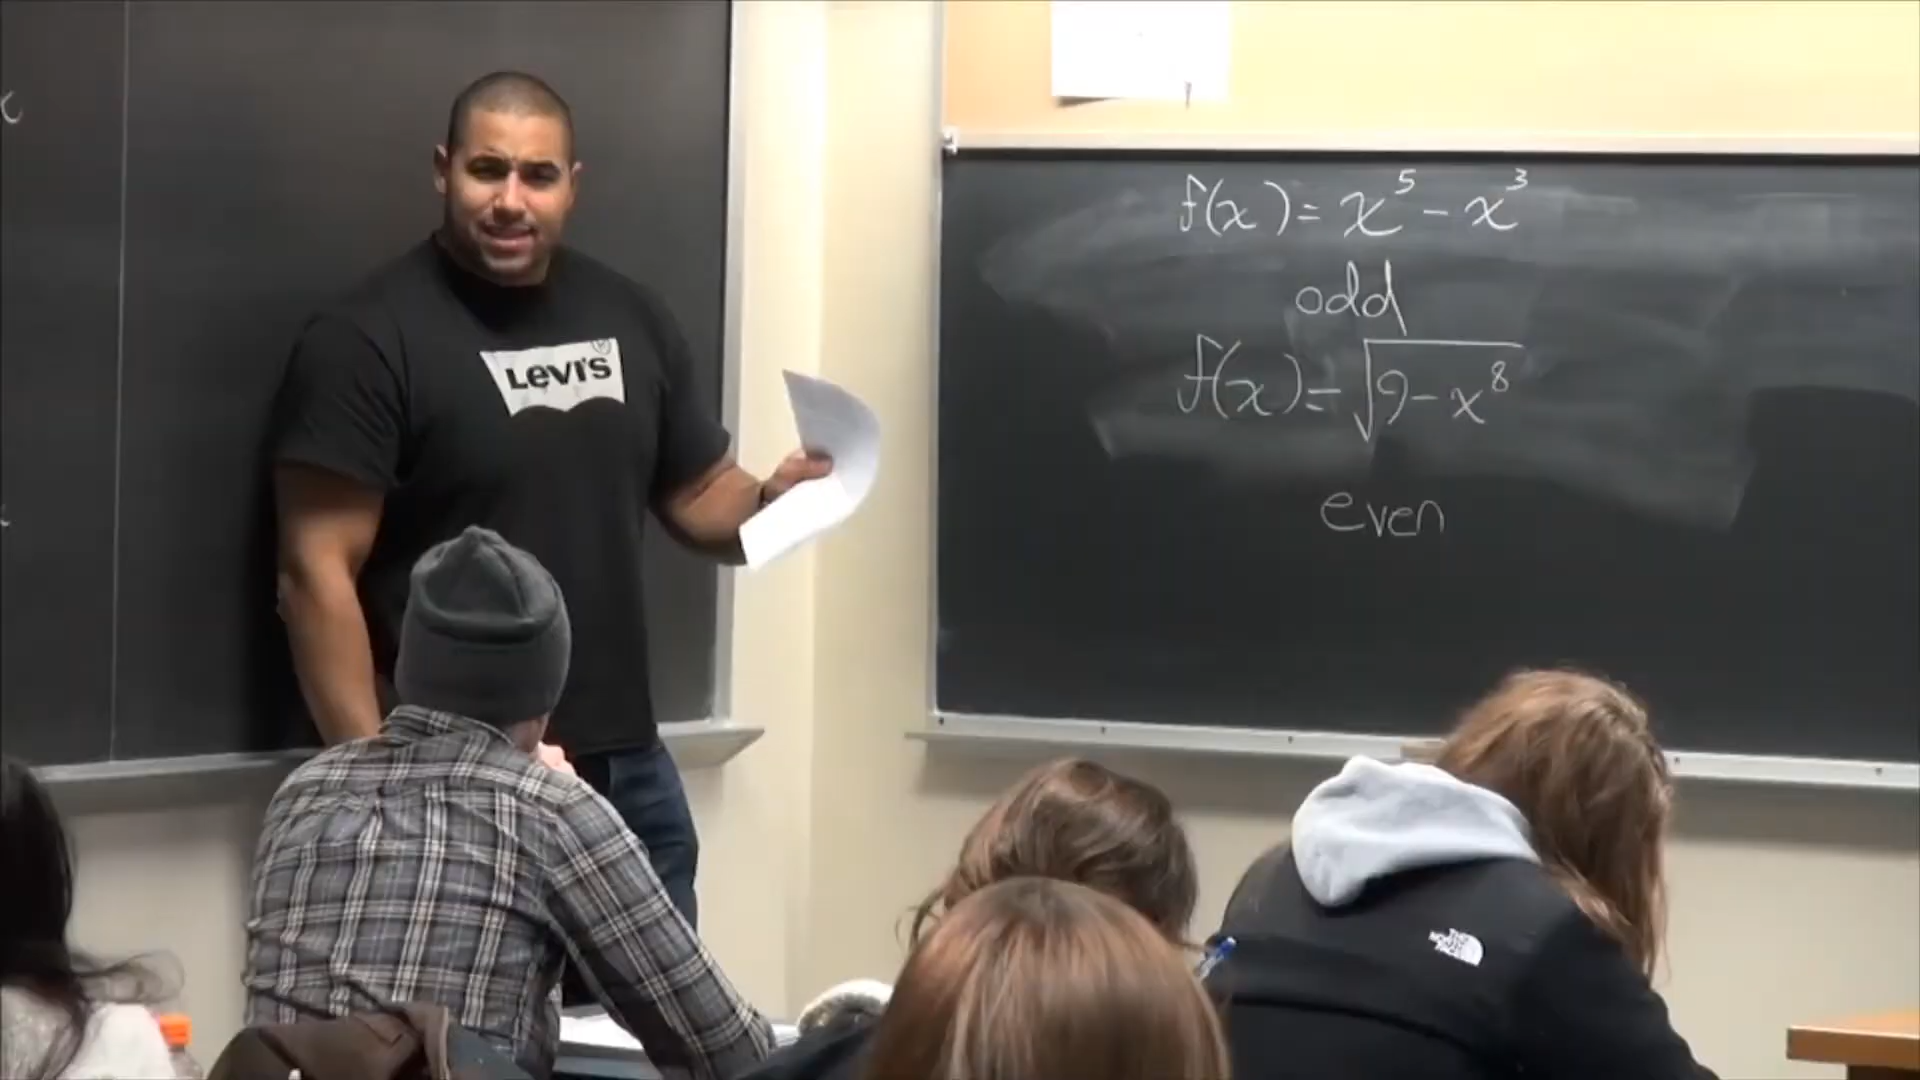 x
LEVI'S
f(x) = x⁵ - x³
odd
f(x) = √9 - x⁸
even
THE NORTH FACE